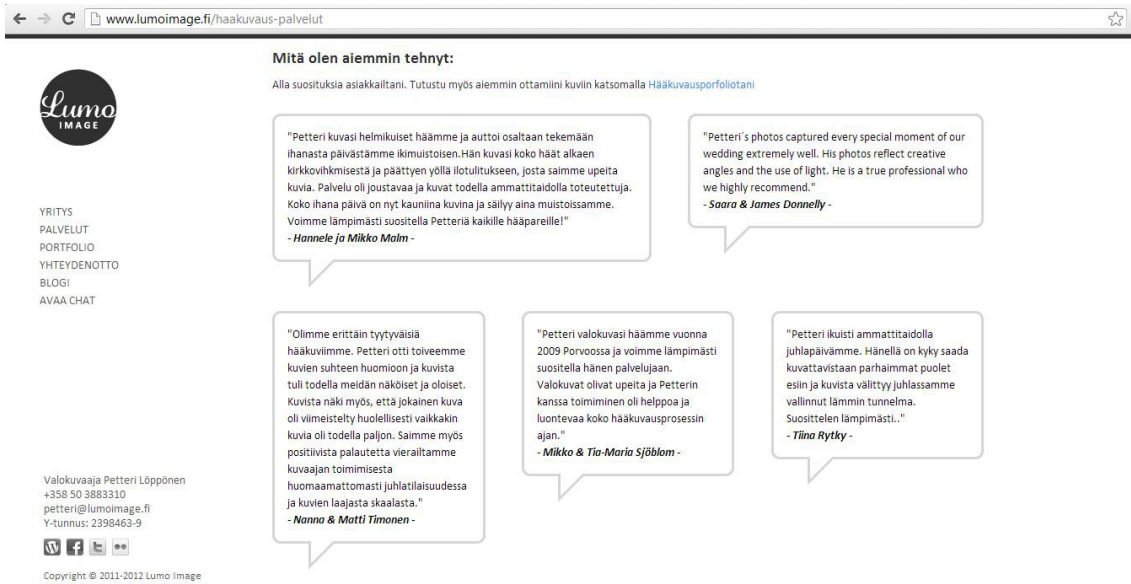 www.lumoimage.fi/haakuvaus-palvelut
Lumo
IMAGE
YRITYS
PALVELUT
PORTFOLIO
YHTEYDENOTTO
BLOGI
AVAA CHAT
Valokuvaaja Petteri Löppönen
+358 50 3883310
petteri@lumoimage.fi
Y-tunnus: 2398463-9
Copyright © 2011-2012 Lumo Image
Mitä olen aiemmin tehnyt:
Alla suosituksia asiakkailtani. Tutustu myös aiemmin ottamiini kuviin katsomalla Hääkuvausporfoliotani
"Petteri kuvasi helmikuiset häämme ja auttoi osaltaan tekemään
ihanasta päivästämme ikimuistoisen.Hän kuvasi koko häät alkaen
kirkkovihkmisestä ja päättyen yöllä ilotulitukseen, josta saimme upeita
kuvia. Palvelu oli joustavaa ja kuvat todella ammattitaidolla toteutettuja.
Koko ihana päivä on nyt kauniina kuvina ja säilyy aina muistoissamme.
Voimme lämpimästi suositella Petteriä kaikille hääpareille!"
- Hannele ja Mikko Malm -
"Petteri´s photos captured every special moment of our
wedding extremely well. His photos reflect creative
angles and the use of light. He is a true professional who
we highly recommend."
- Saara & James Donnelly -
"Olimme erittäin tyytyväisiä
hääkuviimme. Petteri otti toiveemme
kuvien suhteen huomioon ja kuvista
tuli todella meidän näköiset ja oloiset.
Kuvista näki myös, että jokainen kuva
oli viimeistelty huolellisesti vaikkakin
kuvia oli todella paljon. Saimme myös
positiivista palautetta vierailtamme
kuvaajan toimimisesta
huomaamattomasti juhlatilaisuudessa
ja kuvien laajasta skaalasta."
- Nanna & Matti Timonen -
"Petteri valokuvasi häämme vuonna
2009 Porvoossa ja voimme lämpimästi
suositella hänen palvelujaan.
Valokuvat olivat upeita ja Petterin
kanssa toimiminen oli helppoa ja
luontevaa koko hääkuvausprosessin
ajan."
- Mikko & Tia-Maria Sjöblom -
"Petteri ikuisti ammattitaidolla
juhlapäivämme. Hänellä on kyky saada
kuvattavistaan parhaimmat puolet
esiin ja kuvista välittyy juhlassamme
vallinnut lämmin tunnelma.
Suosittelen lämpimästi.."
- Tiina Rytky -